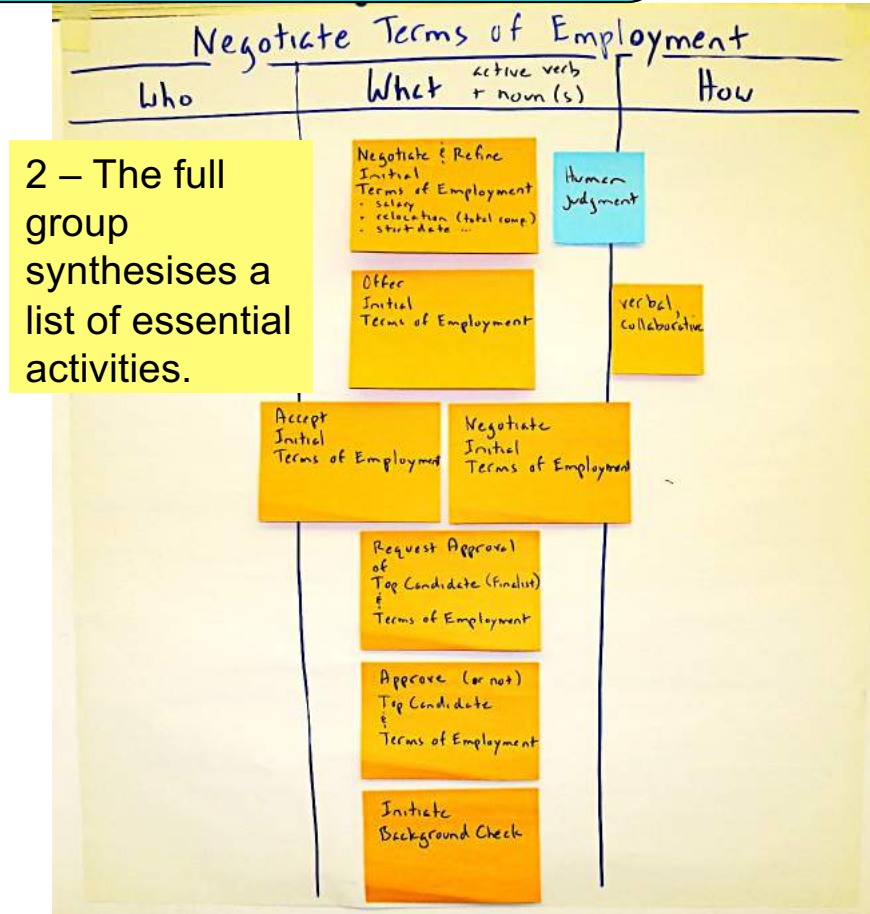 Negotiate Terms of Employment
Who
What
active verb
+ noun(s)
How
2 – The full
group
synthesises a
list of essential
activities.
Negotiate & Refine
Initial
Terms of Employment
· salary
· relocation (total comp.)
· start date ...
Human
judgment
Offer
Initial
Terms of Employment
verbal,
collaborative
Accept
Initial
Terms of Employment
Negotiate
Initial
Terms of Employment
Request Approval
of
Top Candidate (Finalist)
&
Terms of Employment
Approve (or not)
Top Candidate
&
Terms of Employment
Initiate
Background Check